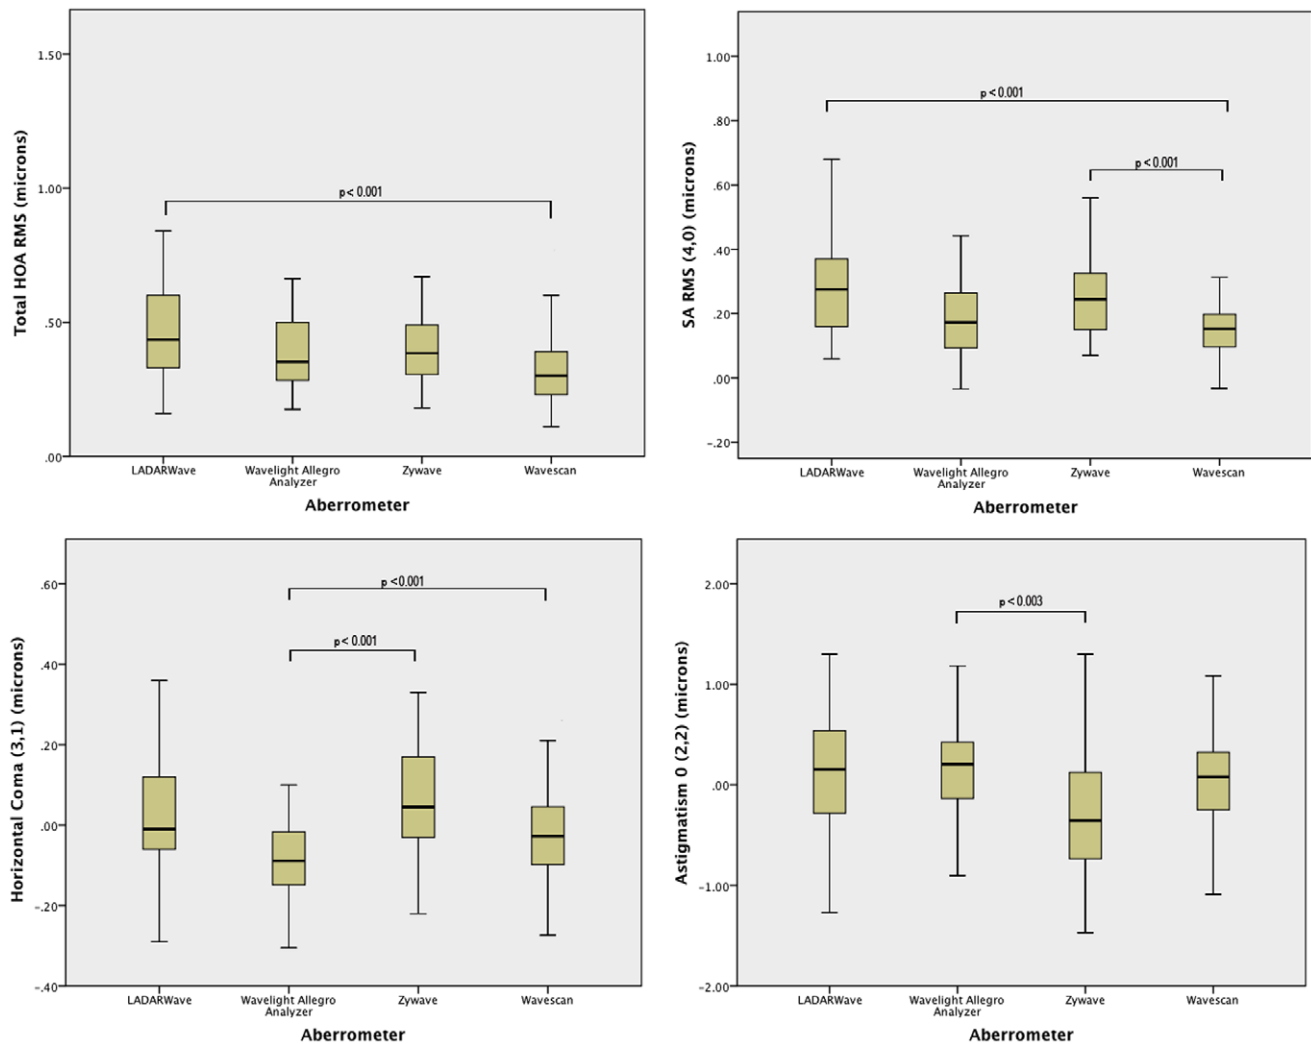 Total HOA RMS (microns)
1.50
1.00
.50
.00
p < 0.001
LADARWave
Wavelight Allegro
Analyzer
Zywave
Wavescan
Aberrometer
SA RMS (4,0) (microns)
1.00
.80
.60
.40
.20
.00
-.20
p < 0.001
p < 0.001
LADARWave
Wavelight Allegro
Analyzer
Zywave
Wavescan
Aberrometer
Horizontal Coma (3,1) (microns)
.60
.40
.20
.00
-.20
-.40
p <0.001
p < 0.001
LADARWave
Wavelight Allegro
Analyzer
Zywave
Wavescan
Aberrometer
Astigmatism 0 (2,2) (microns)
2.00
1.00
.00
-1.00
-2.00
p < 0.003
LADARWave
Wavelight Allegro
Analyzer
Zywave
Wavescan
Aberrometer